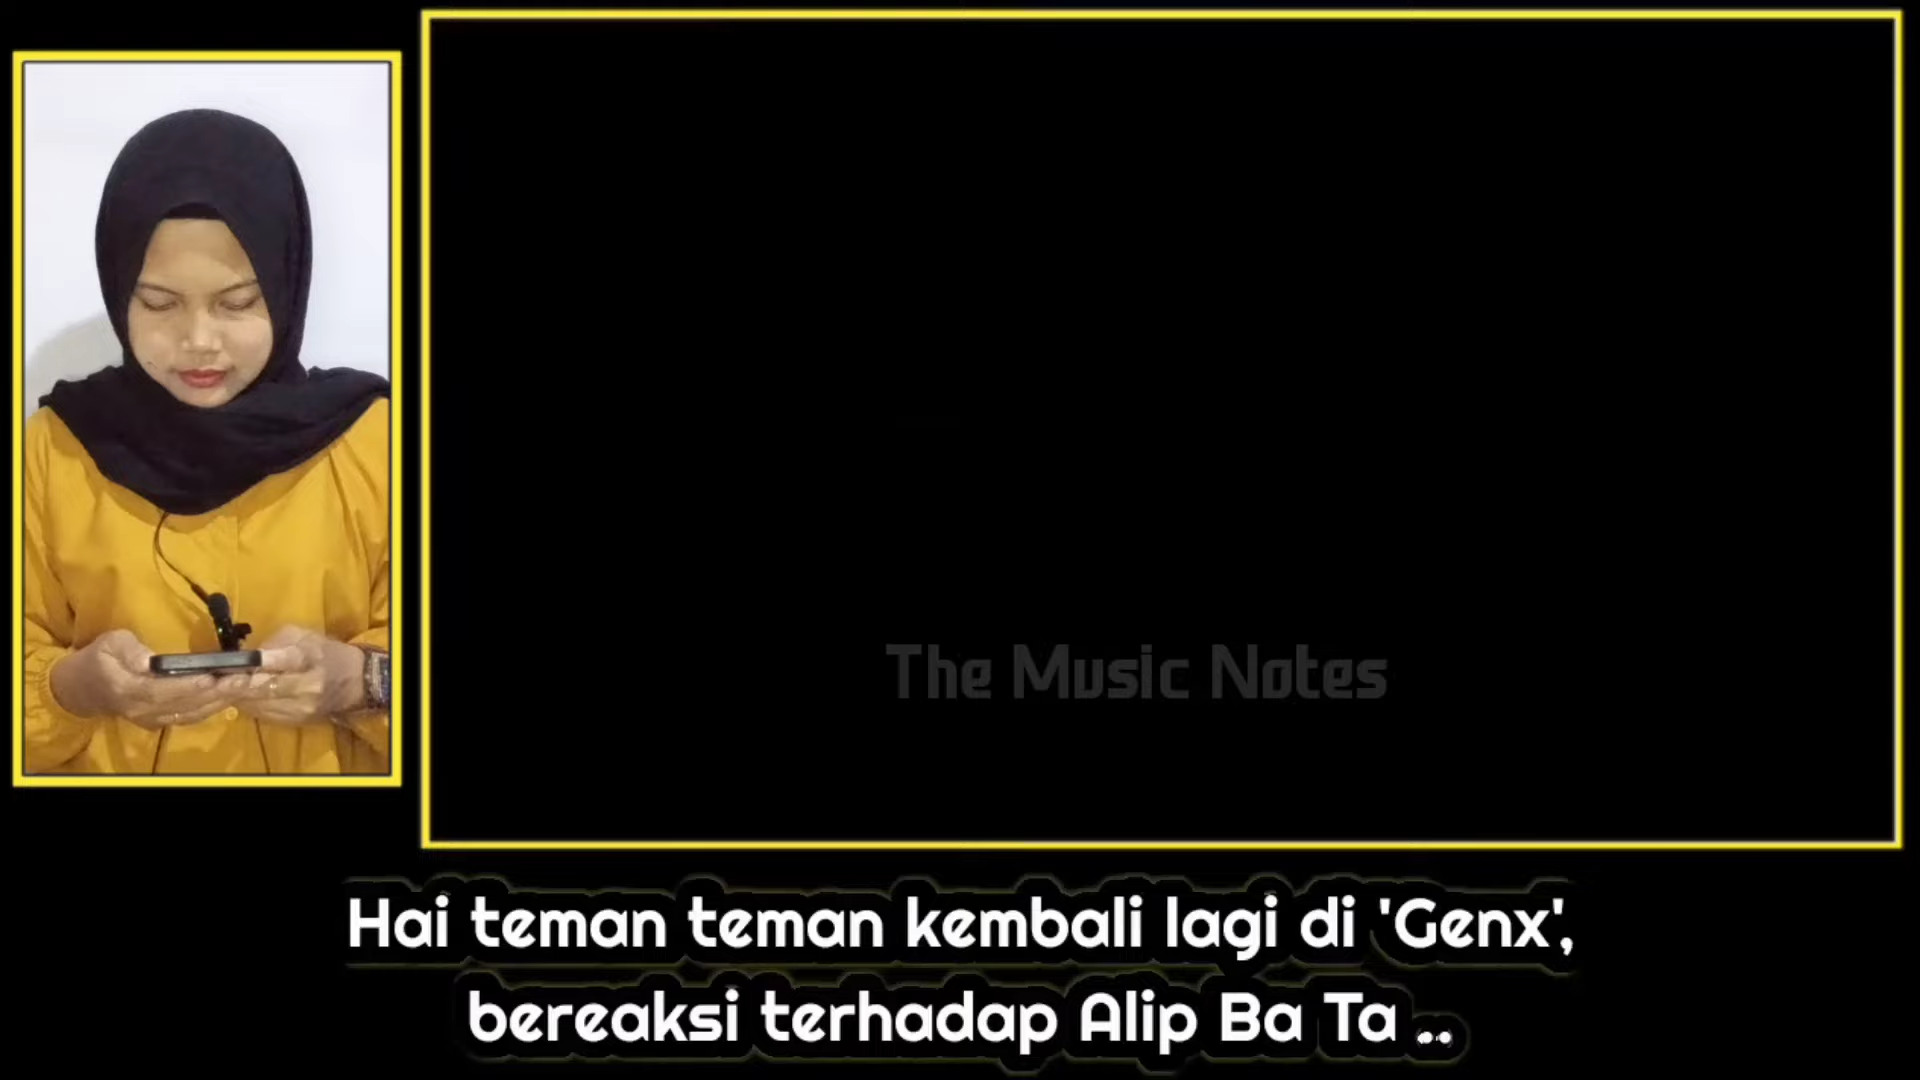 The Music Notes
Hai teman teman kembali lagi di 'Genx',
bereaksi terhadap Alip Ba Ta ..